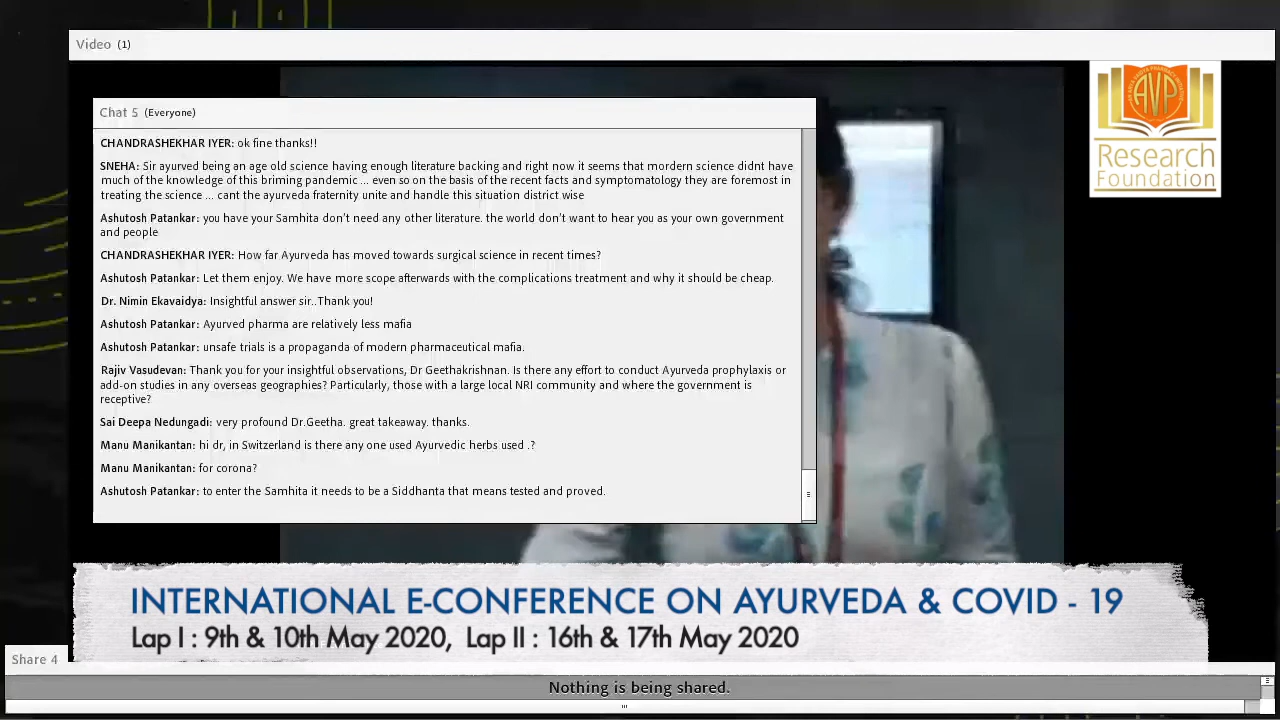 Video (1)
Chat 5 (Everyone)
CHANDRASHEKHAR IYER: ok fine thanks!!
SNEHA: Sir ayurved being an age old science having enough literature backing and right now it seems that mordern science didnt have
much of the knowledge of this briming pandemic ... even so on the basis of the recent facts and symptomatology they are foremost in
treating the science ... cant the ayurveda fraternity unite and handle this situation district wise
Ashutosh Patankar: you have your Samhita don't need any other literature. the world don't want to hear you as your own government
and people
CHANDRASHEKHAR IYER: How far Ayurveda has moved towards surgical science in recent times?
Ashutosh Patankar: Let them enjoy. We have more scope afterwards with the complications treatment and why it should be cheap.
Dr. Nimin Ekavaidya: Insightful answer sir..Thank you!
Ashutosh Patankar: Ayurved pharma are relatively less mafia
Ashutosh Patankar: unsafe trials is a propaganda of modern pharmaceutical mafia.
Rajiv Vasudevan: Thank you for your insightful observations, Dr Geethakrishnan. Is there any effort to conduct Ayurveda prophylaxis or
add-on studies in any overseas geographies? Particularly, those with a large local NRI community and where the government is
receptive?
Sai Deepa Nedungadi: very profound Dr.Geetha. great takeaway. thanks.
Manu Manikantan: hi dr, in Switzerland is there any one used Ayurvedic herbs used .?
Manu Manikantan: for corona?
Ashutosh Patankar: to enter the Samhita it needs to be a Siddhanta that means tested and proved.
AVP
Research
Foundation
INTERNATIONAL E-CONFERENCE ON AYURVEDA & COVID - 19
Lap I : 9th & 10th May 2020, Lap II : 16th & 17th May 2020
Share 4
Nothing is being shared.